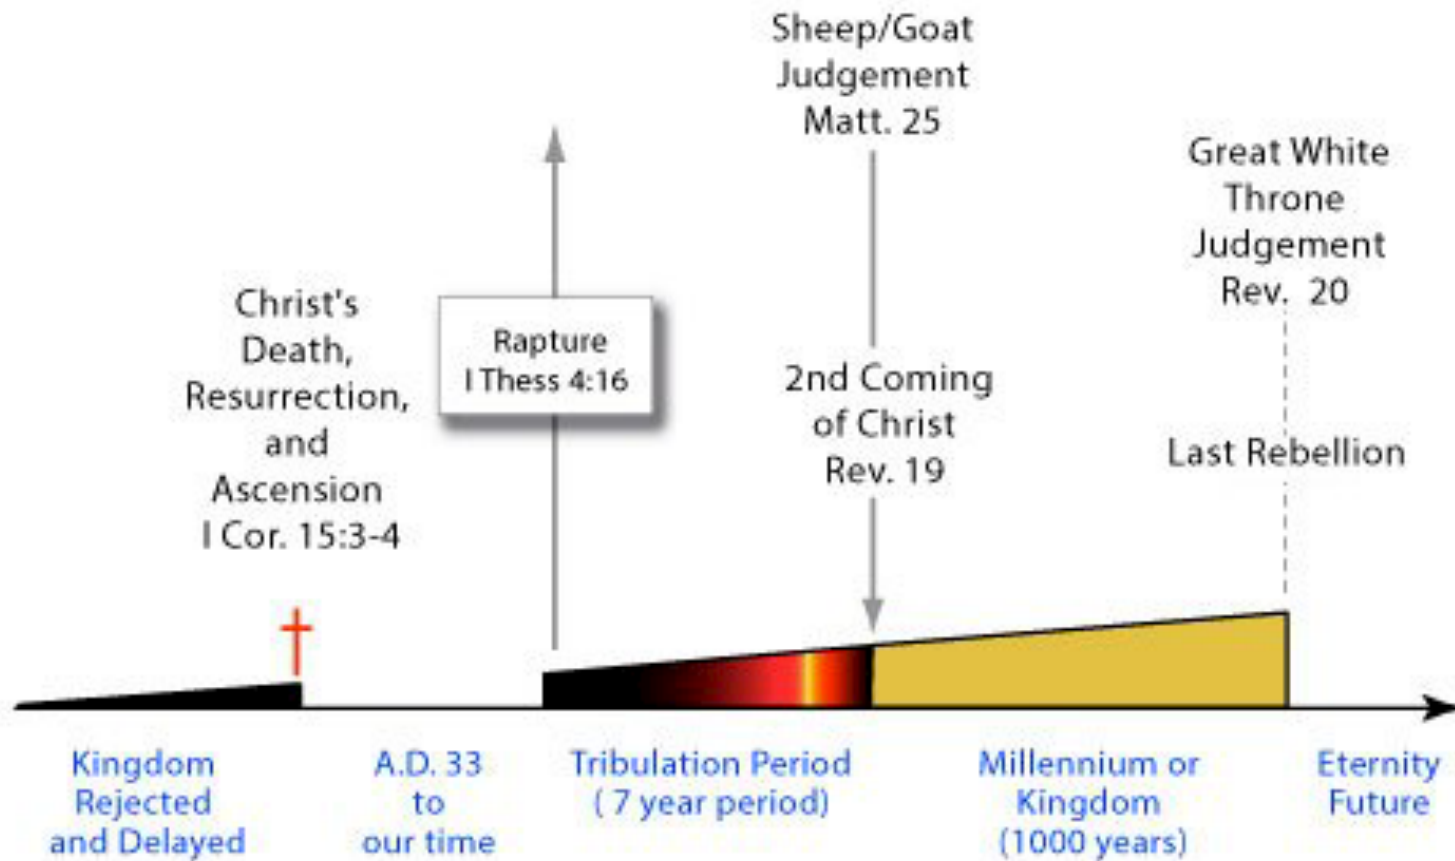 Sheep/Goat
Judgement
Matt. 25
Great White
Throne
Judgement
Rev. 20
Christ's
Death,
Resurrection,
and
Ascension
I Cor. 15:3-4
Rapture
I Thess 4:16
2nd Coming
of Christ
Rev. 19
Last Rebellion
Kingdom
Rejected
and Delayed
A.D. 33
to
our time
Tribulation Period
( 7 year period)
Millennium or
Kingdom
(1000 years)
Eternity
Future